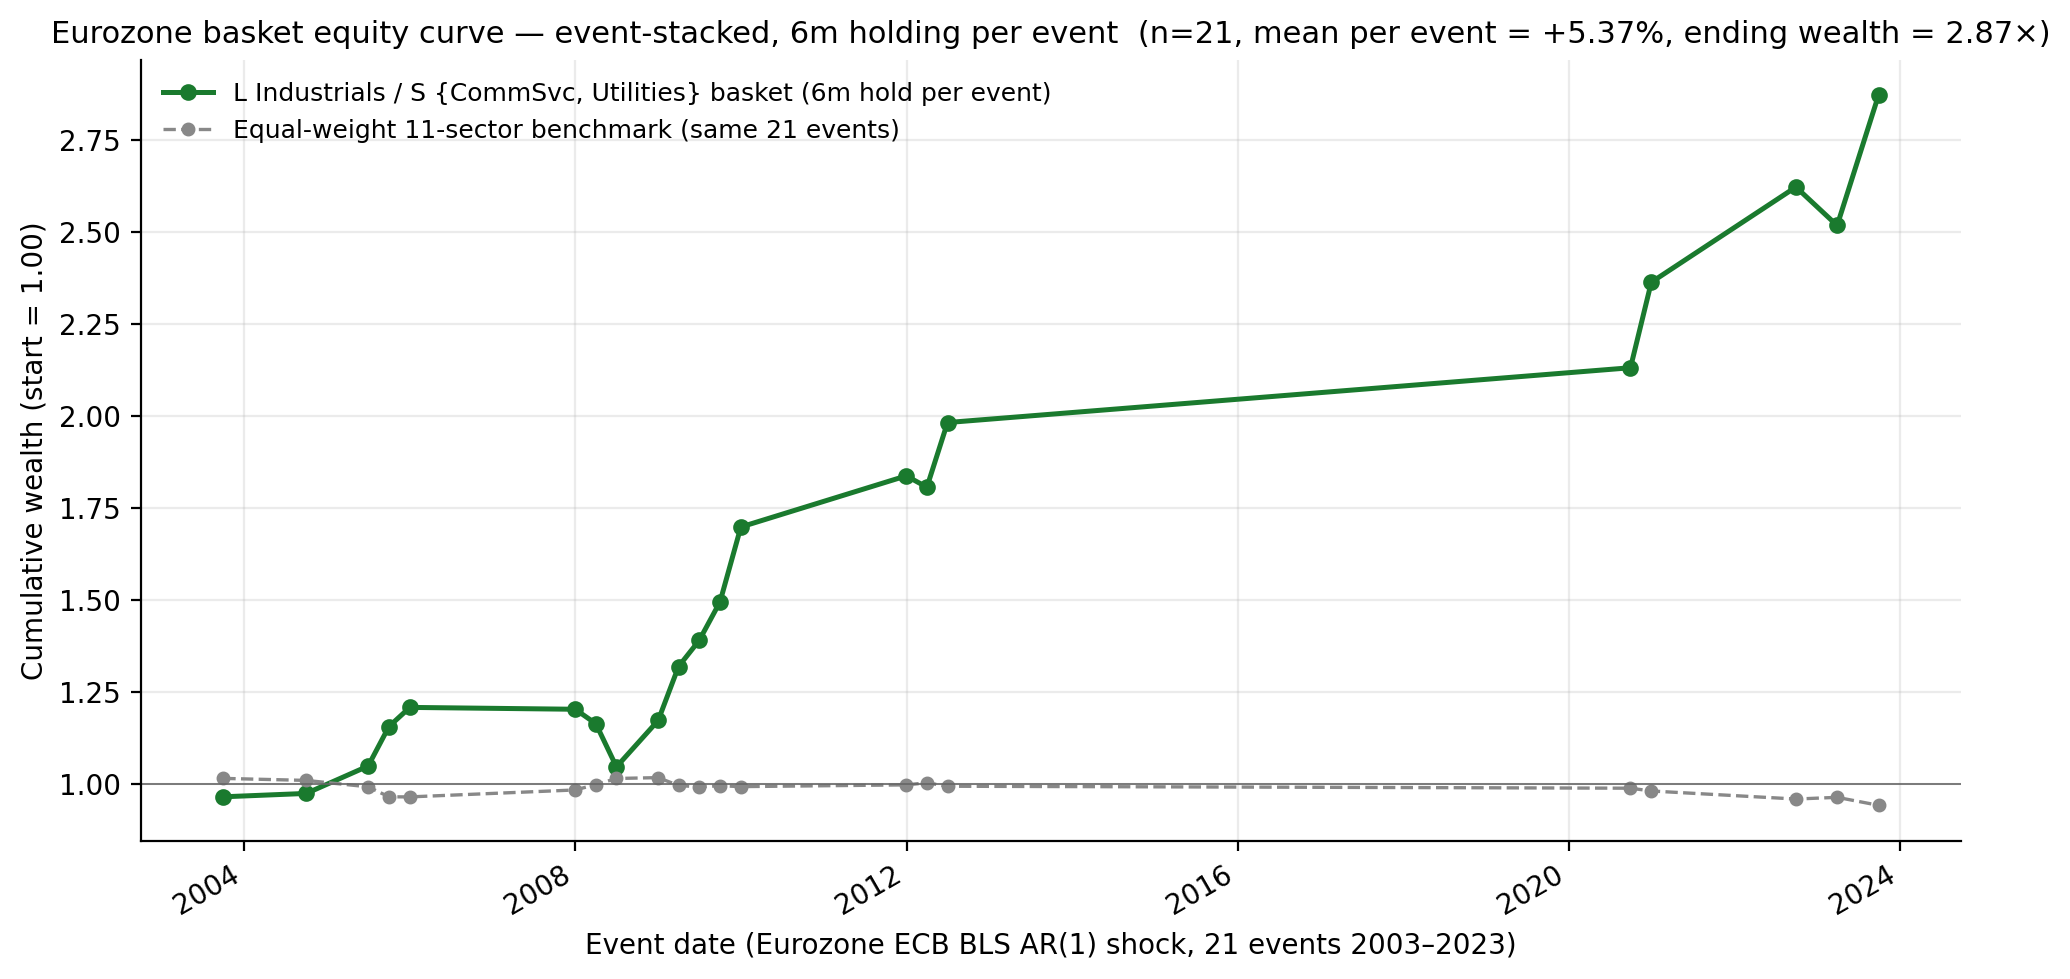 Eurozone basket equity curve — event-stacked, 6m holding per event  (n=21, mean per event = +5.37%, ending wealth = 2.87×)
L Industrials / S {CommSvc, Utilities} basket (6m hold per event)
Equal-weight 11-sector benchmark (same 21 events)
Cumulative wealth (start = 1.00)
2.75
2.50
2.25
2.00
1.75
1.50
1.25
1.00
2004
2008
2012
2016
2020
2024
Event date (Eurozone ECB BLS AR(1) shock, 21 events 2003–2023)